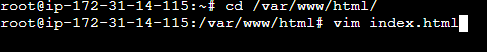 root@ip-172-31-14-115:~# cd /var/www/html/
root@ip-172-31-14-115:/var/www/html# vim index.html